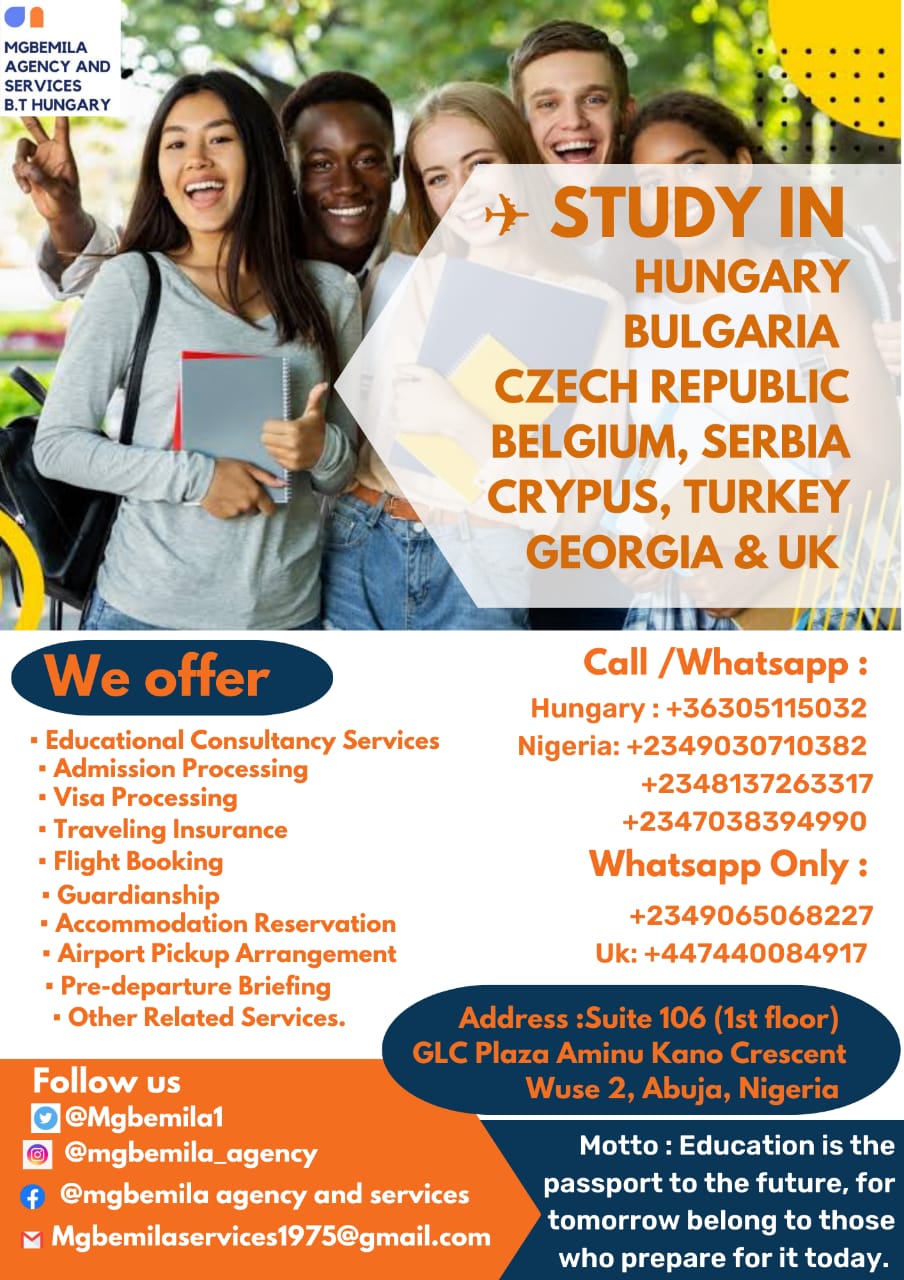 MGBEMILA
AGENCY AND
SERVICES
B.T HUNGARY
STUDY IN
HUNGARY
BULGARIA
CZECH REPUBLIC
BELGIUM, SERBIA
CRYPUS, TURKEY
GEORGIA & UK
We offer
▪ Educational Consultancy Services
▪ Admission Processing
▪ Visa Processing
▪ Traveling Insurance
▪ Flight Booking
▪ Guardianship
▪ Accommodation Reservation
▪ Airport Pickup Arrangement
▪ Pre-departure Briefing
▪ Other Related Services.
Call /Whatsapp :
Hungary : +36305115032
Nigeria: +2349030710382
+2348137263317
+2347038394990
Whatsapp Only :
+2349065068227
Uk: +447440084917
Address :Suite 106 (1st floor)
GLC Plaza Aminu Kano Crescent
Wuse 2, Abuja, Nigeria
Follow us
@Mgbemila1
@mgbemila_agency
@mgbemila agency and services
Mgbemilaservices1975@gmail.com
Motto : Education is the
passport to the future, for
tomorrow belong to those
who prepare for it today.